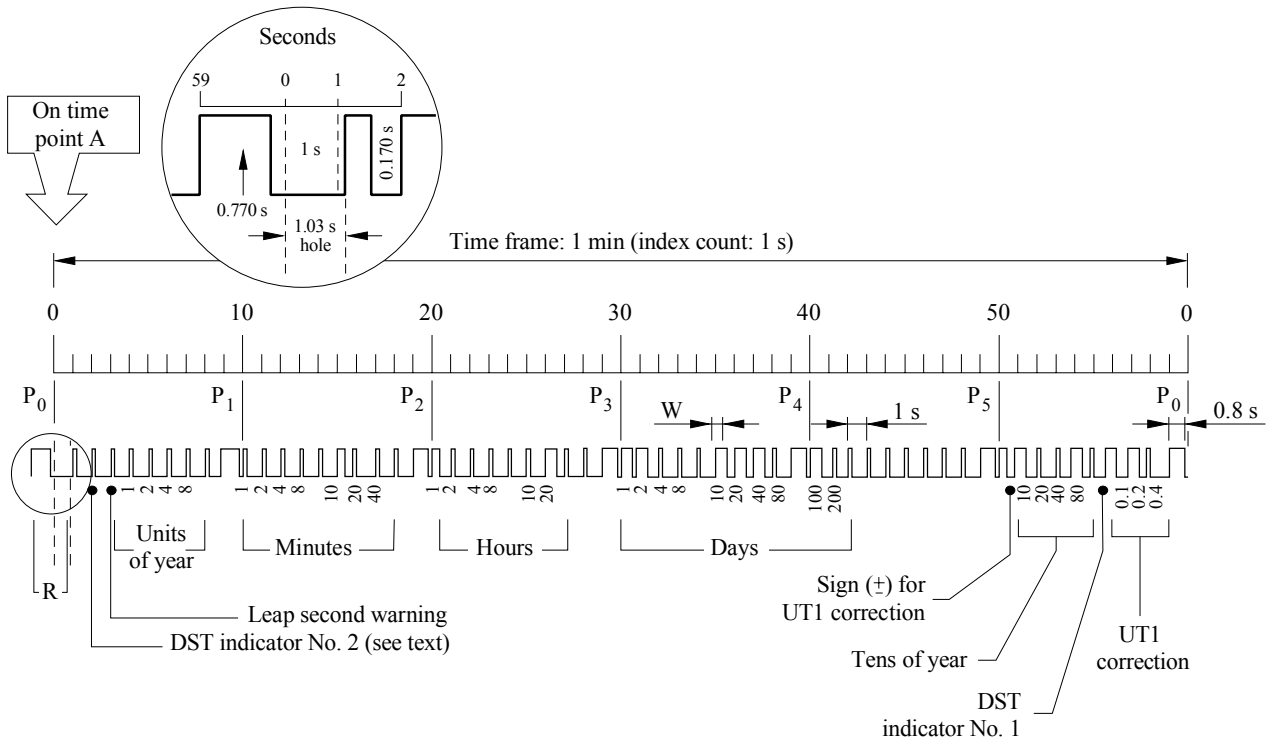 Seconds
59 0 1 2
On time
point A
1 s
0.170 s
0.770 s
1.03 s
hole
Time frame: 1 min (index count: 1 s)
0 10 20 30 40 50 0
P0 P1 P2 P3 P4 P5 P0
W 1 s 0.8 s
1 2 4 8 1 2 4 8 10 20 40 1 2 4 8 10 20 1 2 4 8 10 20 40 80 100 200 10 20 40 80 0.1 0.2 0.4
Units
of year
Minutes
Hours
Days
R
Leap second warning
DST indicator No. 2 (see text)
Sign (±) for
UT1 correction
Tens of year
DST
indicator No. 1
UT1
correction